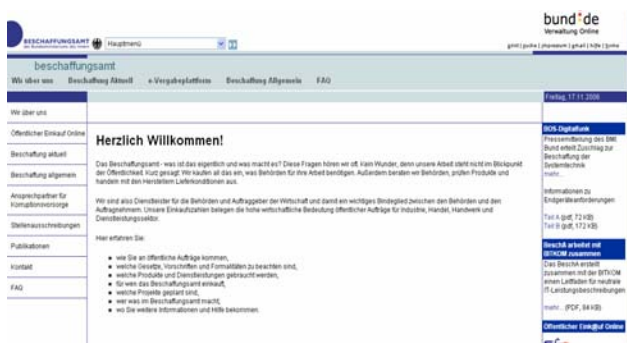 BESCHAFFUNGSAMT
Hauptmenü
bund.de
Verwaltung Online
print | suche | impressum | gmail | hilfe | home
beschaffungsamt
Wir über uns Beschaffung Aktuell e-Vergabeplattform Beschaffung Allgemein FAQ
Freitag, 17.11.2006
Wir über uns
Öffentlicher Einkauf Online
Beschaffung aktuell
Beschaffung allgemein
Ansprechpartner für
Korruptionsvorsorge
Stellenausschreibungen
Publikationen
Kontakt
FAQ
Herzlich Willkommen!
Das Beschaffungsamt - was ist das eigentlich und was macht es? Diese Fragen hören wir oft. Kein Wunder, denn unsere Arbeit steht nicht im Blickpunkt
der Öffentlichkeit. Kurz gesagt: Wir kaufen all das ein, was Behörden für ihre Arbeit benötigen. Außerdem beraten wir Behörden, prüfen Produkte und
handeln mit den Herstellern Lieferkonditionen aus.
Wir sind also Dienstleister für die Behörden und Auftraggeber der Wirtschaft und damit ein wichtiges Bindeglied zwischen den Behörden und den
Auftragnehmern. Unsere Einkaufszahlen belegen die hohe wirtschaftliche Bedeutung öffentlicher Aufträge für Industrie, Handel, Handwerk und
Dienstleistungssektor.
Hier erfahren Sie:
wie Sie an öffentliche Aufträge kommen,
welche Gesetze, Vorschriften und Formalitäten zu beachten sind,
welche Produkte und Dienstleistungen gebraucht werden,
für wen das Beschaffungsamt einkauft,
welche Projekte geplant sind,
wer was im Beschaffungsamt macht,
wo Sie weitere Informationen und Hilfe bekommen.
BOS-Digitalfunk
Pressemitteilung des BMI:
Bund erteilt Zuschlag zur
Beschaffung der
Systemtechnik
mehr...
Informationen zu
Endgeräteanforderungen
Teil A (pdf, 72 KB)
Teil B (pdf, 172 KB)
BeschA arbeitet mit
BITKOM zusammen
Das BeschA erstellt
zusammen mit der BITKOM
einen Leitfaden für neutrale
IT-Leistungsbeschreibungen
mehr... (PDF, 84 KB)
Öffentlicher Eink@uf Online